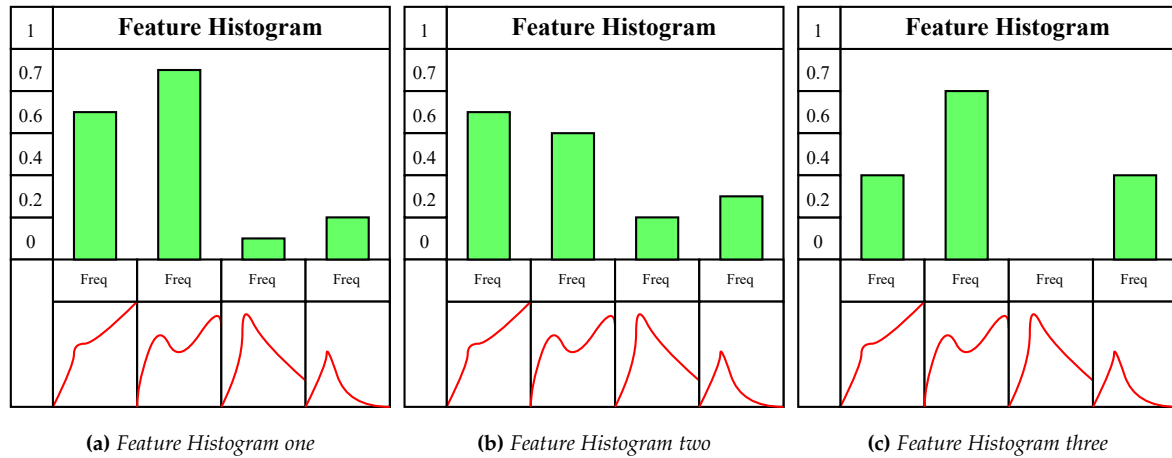 1 Feature Histogram
0.7
0.6
0.4
0.2
0
Freq Freq Freq Freq
(a) Feature Histogram one
1 Feature Histogram
0.7
0.6
0.4
0.2
0
Freq Freq Freq Freq
(b) Feature Histogram two
1 Feature Histogram
0.7
0.6
0.4
0.2
0
Freq Freq Freq Freq
(c) Feature Histogram three